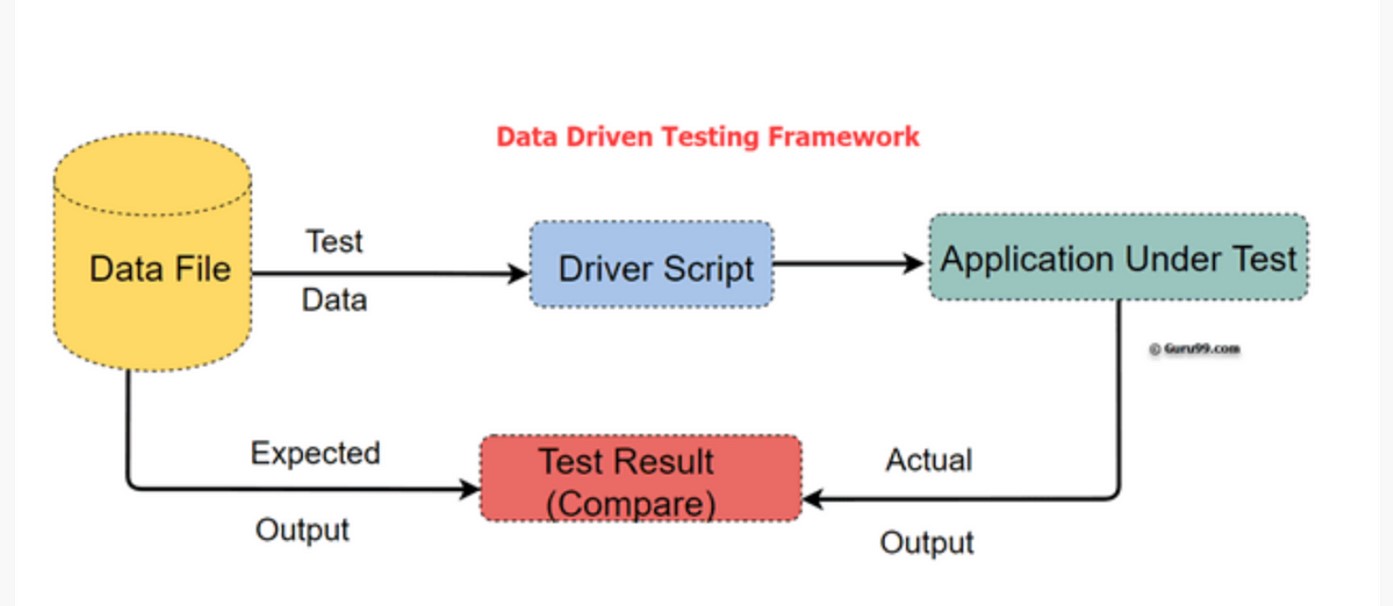 Data Driven Testing Framework
Data File
Test
Data
Driver Script
Application Under Test
© Guru99.com
Expected
Output
Test Result
(Compare)
Actual
Output